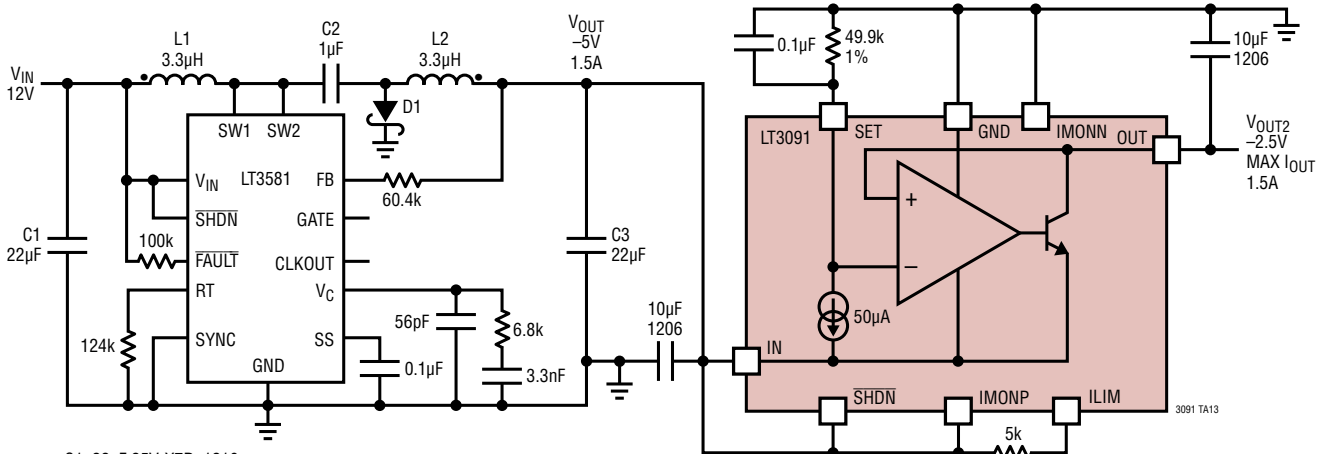 VIN
12V
L1
3.3µH
C2
1µF
L2
3.3µH
VOUT
–5V
1.5A
D1
SW1
SW2
LT3581
VIN
SHDN
FAULT
RT
SYNC
GND
FB
GATE
CLKOUT
VC
SS
C1
22µF
100k
124k
60.4k
56pF
6.8k
0.1µF
3.3nF
C3
22µF
10µF
1206
0.1µF
49.9k
1%
LT3091
SET
GND
IMONN
OUT
+
–
50µA
IN
SHDN
IMONP
ILIM
5k
10µF
1206
VOUT2
–2.5V
MAX IOUT
1.5A
3091 TA13